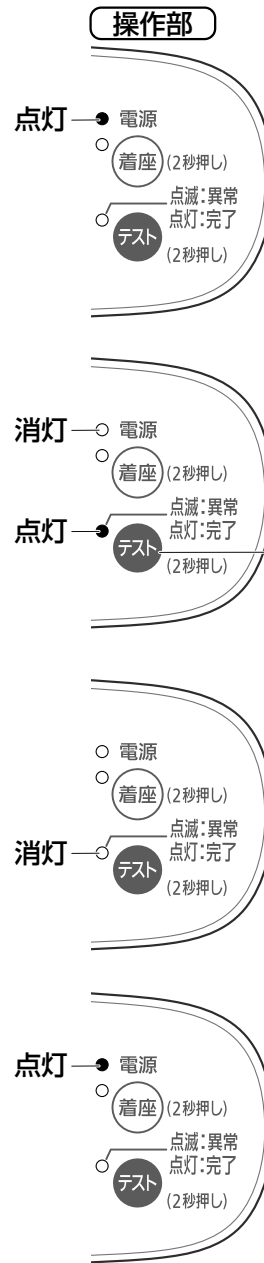 操作部
点灯 電源
着座 (2秒押し)
点滅:異常
点灯:完了
テスト
(2秒押し)
消灯 電源
着座 (2秒押し)
点滅:異常
点灯 点灯:完了
テスト
(2秒押し)
電源
着座 (2秒押し)
点滅:異常
消灯 点灯:完了
テスト
(2秒押し)
点灯 電源
着座 (2秒押し)
点滅:異常
点灯:完了
テスト
(2秒押し)